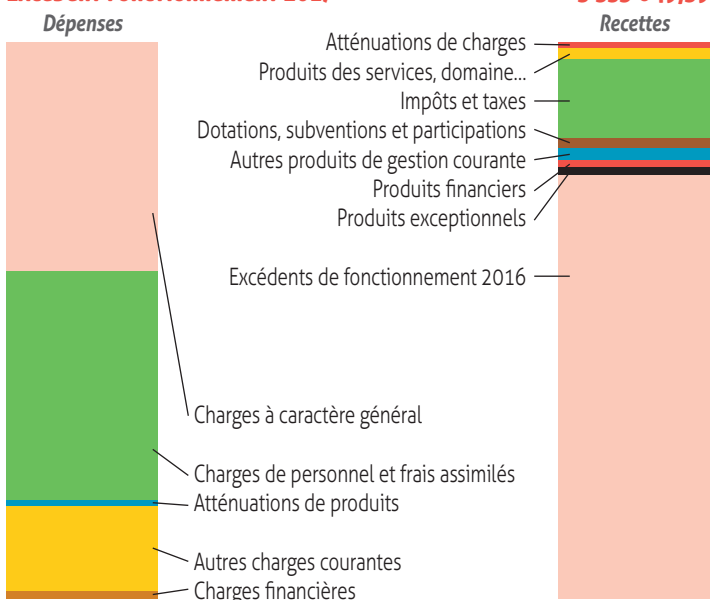 Dépenses
Recettes
Atténuations de charges
Produits des services, domaine...
Impôts et taxes
Dotations, subventions et participations
Autres produits de gestion courante
Produits financiers
Produits exceptionnels
Excédents de fonctionnement 2016
Charges à caractère général
Charges de personnel et frais assimilés
Atténuations de produits
Autres charges courantes
Charges financières